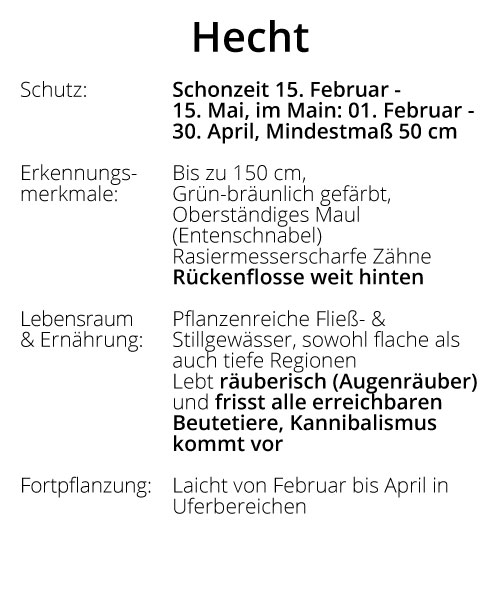 Hecht
Schutz: Schonzeit 15. Februar -
15. Mai, im Main: 01. Februar -
30. April, Mindestmaß 50 cm
Erkennungs- Bis zu 150 cm,
merkmale: Grün-bräunlich gefärbt,
Oberständiges Maul
(Entenschnabel)
Rasiermesserscharfe Zähne
Rückenflosse weit hinten
Lebensraum Pflanzenreiche Fließ- &
& Ernährung: Stillgewässer, sowohl flache als
auch tiefe Regionen
Lebt räuberisch (Augenräuber)
und frisst alle erreichbaren
Beutetiere, Kannibalismus
kommt vor
Fortpflanzung: Laicht von Februar bis April in
Uferbereichen